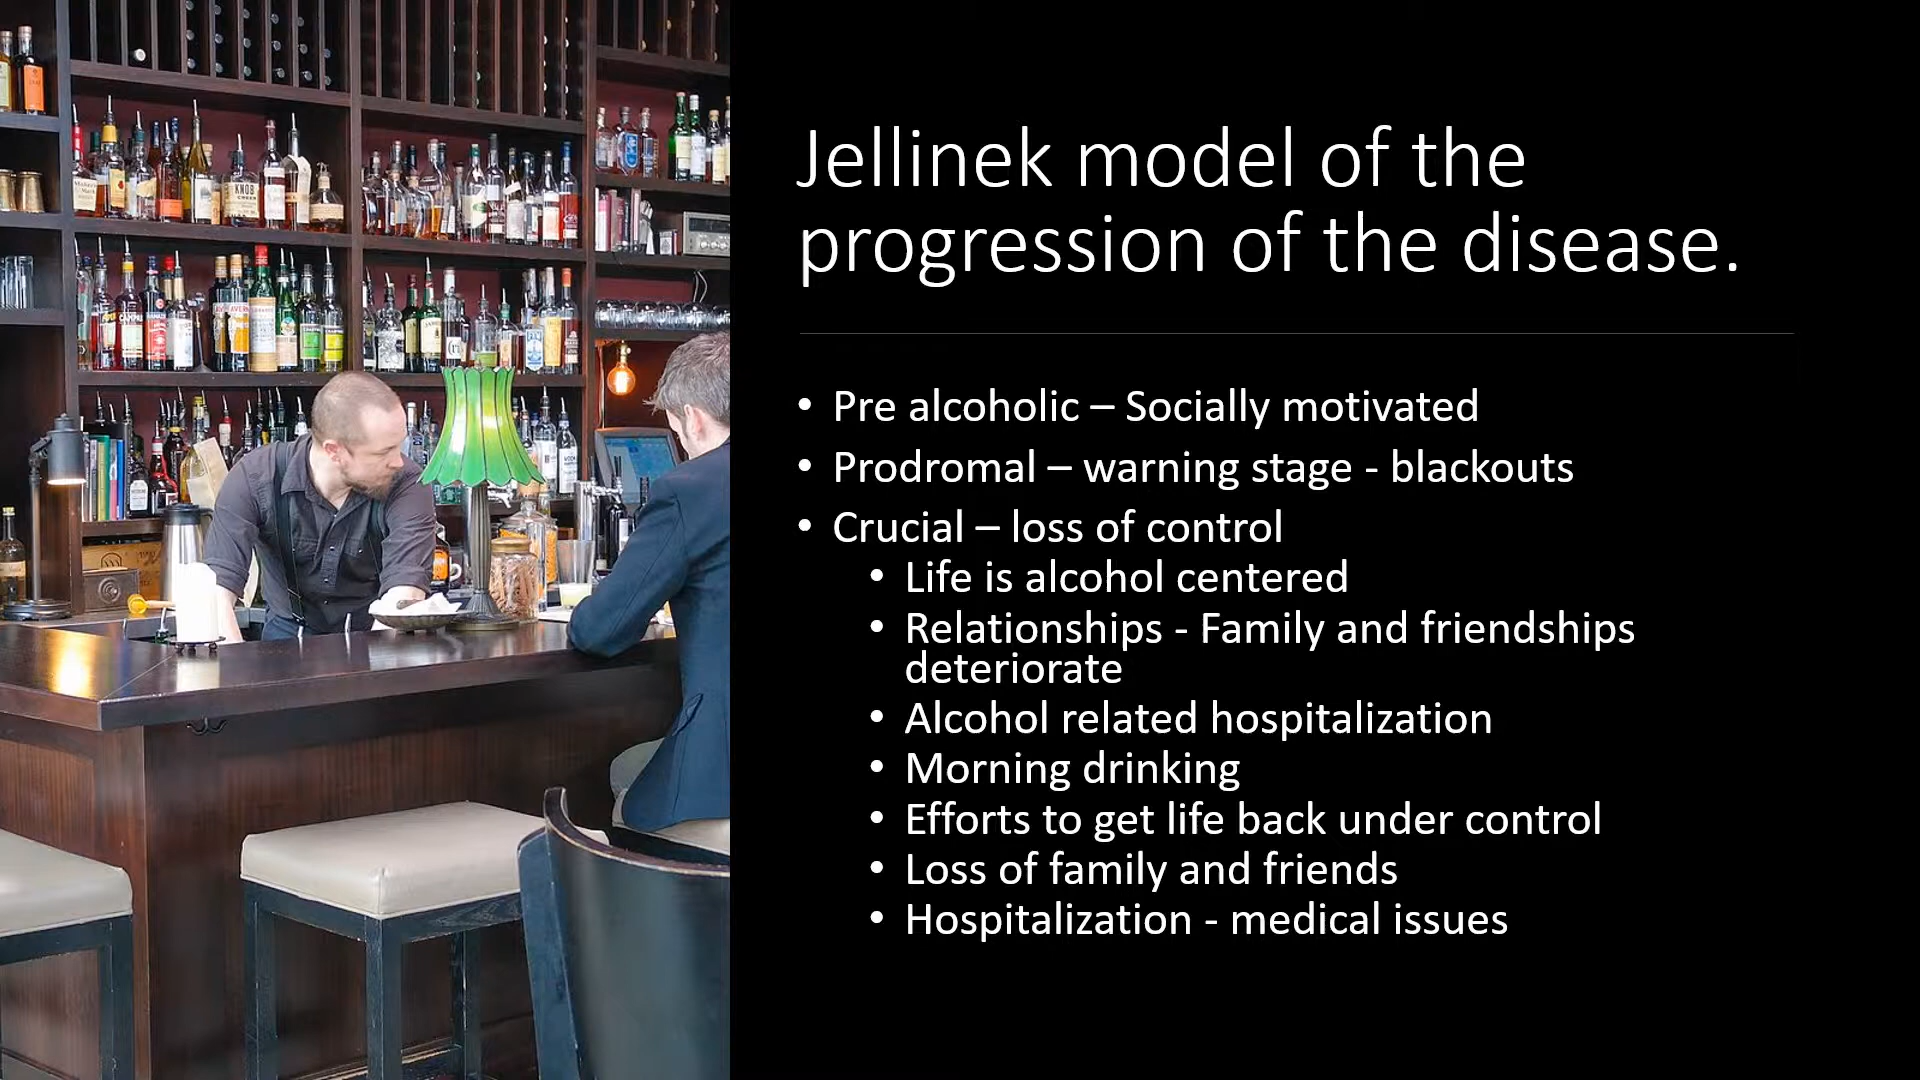 Jellinek model of the
progression of the disease.
• Pre alcoholic – Socially motivated
• Prodromal – warning stage - blackouts
• Crucial – loss of control
• Life is alcohol centered
• Relationships - Family and friendships
deteriorate
• Alcohol related hospitalization
• Morning drinking
• Efforts to get life back under control
• Loss of family and friends
• Hospitalization - medical issues
KNOB